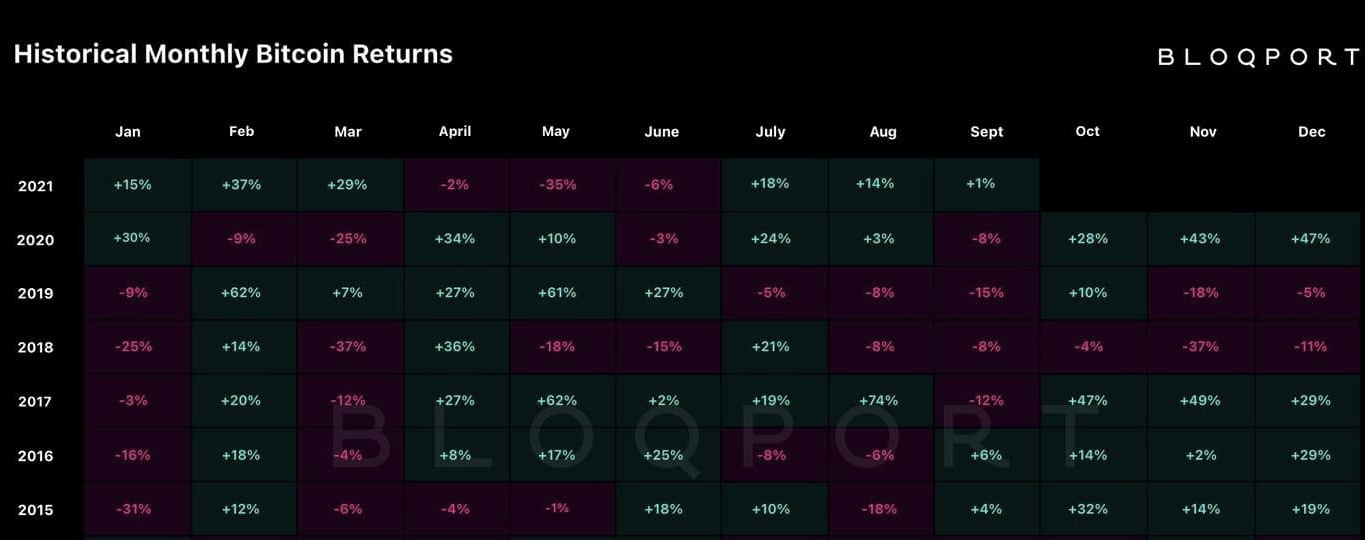 Historical Monthly Bitcoin Returns
BLOQPORT
Jan Feb Mar April May June July Aug Sept Oct Nov Dec
2021 +15% +37% +29% -2% -35% -6% +18% +14% +1%
2020 +30% -9% -25% +34% +10% -3% +24% +3% -8% +28% +43% +47%
2019 -9% +62% +7% +27% +61% +27% -5% -8% -15% +10% -18% -5%
2018 -25% +14% -37% +36% -18% -15% +21% -8% -8% -4% -37% -11%
2017 -3% +20% -12% +27% +62% +2% +19% +74% -12% +47% +49% +29%
BLOQPORT
2016 -16% +18% -4% +8% +17% +25% -8% -6% +6% +14% +2% +29%
2015 -31% +12% -6% -4% -1% +18% +10% -18% +4% +32% +14% +19%